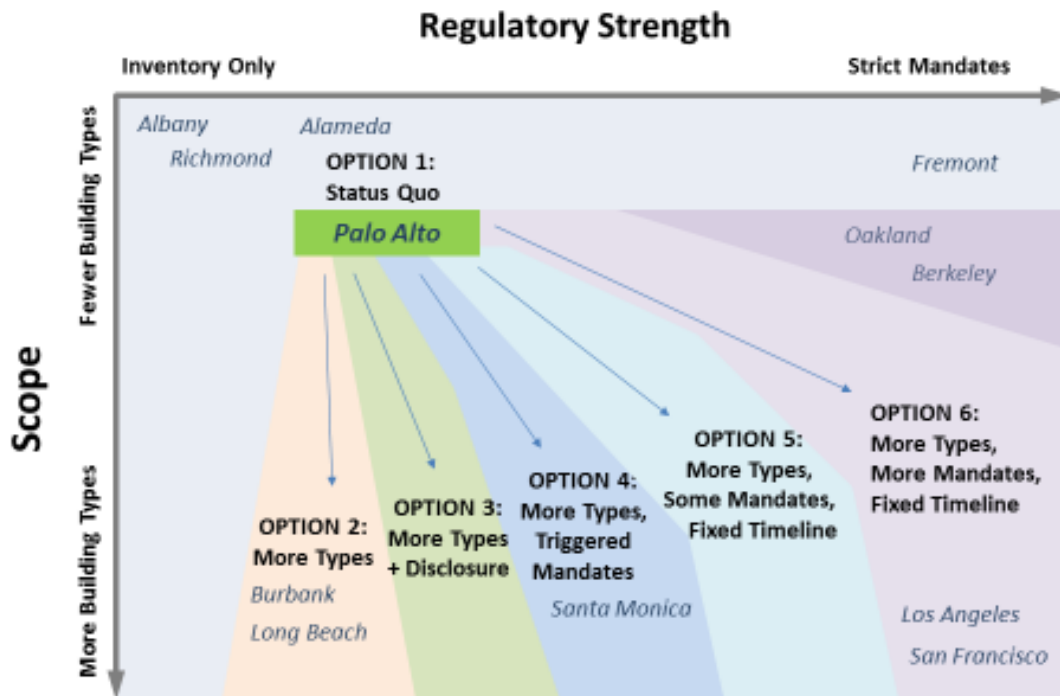 Regulatory Strength
Inventory Only
Strict Mandates
Scope
Fewer Building Types
More Building Types
Albany
Richmond
Alameda
OPTION 1:
Status Quo
Palo Alto
Fremont
Oakland
Berkeley
OPTION 2:
More Types
Burbank
Long Beach
OPTION 3:
More Types
+ Disclosure
OPTION 4:
More Types,
Triggered
Mandates
Santa Monica
OPTION 5:
More Types,
Some Mandates,
Fixed Timeline
OPTION 6:
More Types,
More Mandates,
Fixed Timeline
Los Angeles
San Francisco